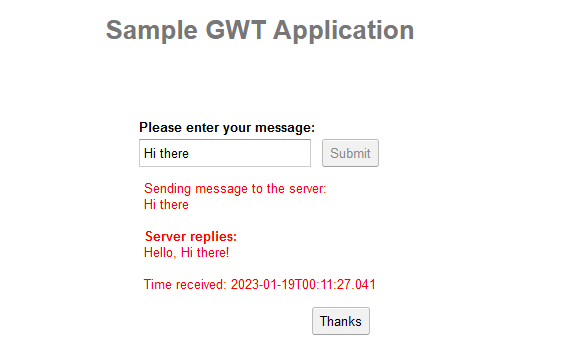 Sample GWT Application
Please enter your message:
Hi there
Submit
Sending message to the server:
Hi there
Server replies:
Hello, Hi there!
Time received: 2023-01-19T00:11:27.041
Thanks